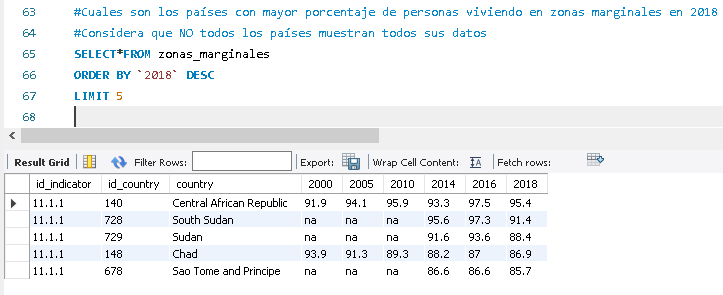 63 #Cuales son los países con mayor porcentaje de personas viviendo en zonas marginales en 2018
64 #Considera que NO todos los países muestran todos sus datos
65 SELECT*FROM zonas_marginales
66 ORDER BY `2018` DESC
67 LIMIT 5
68
Result Grid Filter Rows: Export: Wrap Cell Content: IA Fetch rows:
id_indicator id_country country 2000 2005 2010 2014 2016 2018
11.1.1 140 Central African Republic 91.9 94.1 95.9 93.3 97.5 95.4
11.1.1 728 South Sudan na na na 95.6 97.3 91.4
11.1.1 729 Sudan na na na 91.6 93.6 88.4
11.1.1 148 Chad 93.9 91.3 89.3 88.2 87 86.9
11.1.1 678 Sao Tome and Principe na na na 86.6 86.6 85.7